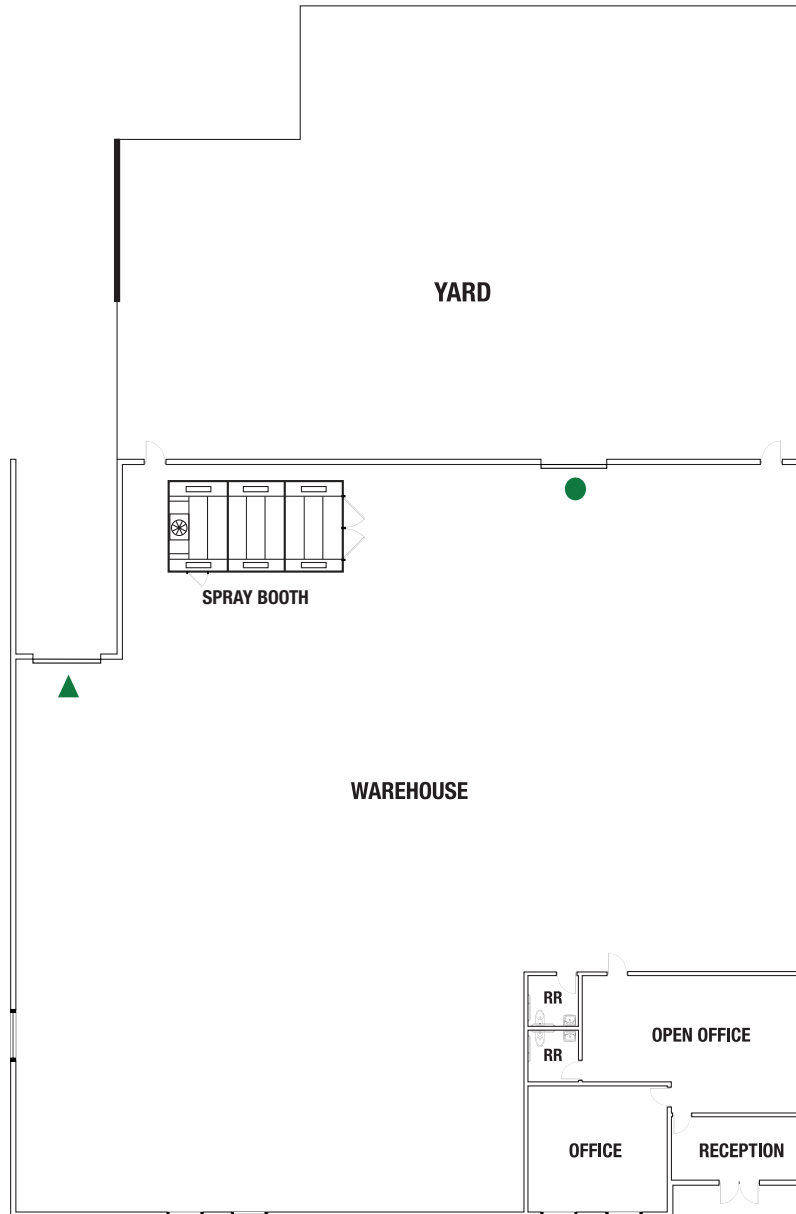 YARD
SPRAY BOOTH
WAREHOUSE
RR
OPEN OFFICE
RR
OFFICE
RECEPTION